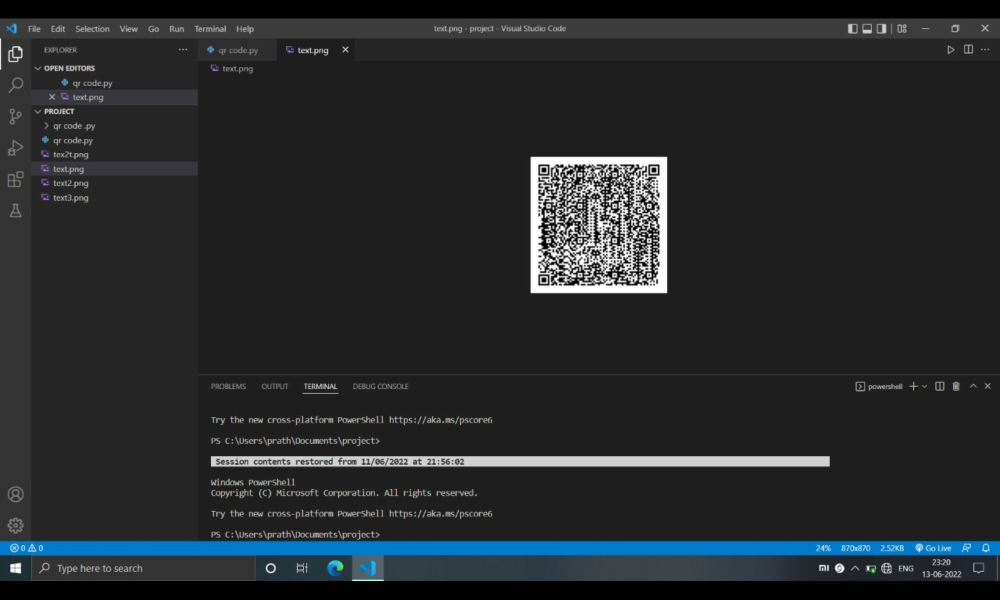 File Edit Selection View Go Run Terminal Help
text.png - project - Visual Studio Code
EXPLORER
OPEN EDITORS
qr code.py
text.png
PROJECT
qr code .py
qr code.py
tex2t.png
text.png
text2.png
text3.png
qr code.py
text.png
text.png
PROBLEMS OUTPUT TERMINAL DEBUG CONSOLE
powershell
Try the new cross-platform PowerShell https://aka.ms/pscore6
PS C:\Users\prath\Documents\project>
Session contents restored from 11/06/2022 at 21:56:02
Windows PowerShell
Copyright (C) Microsoft Corporation. All rights reserved.
Try the new cross-platform PowerShell https://aka.ms/pscore6
PS C:\Users\prath\Documents\project>
0 0
24% 870x870 2.52KB Go Live
Type here to search
mi
ENG
23:20
13-06-2022